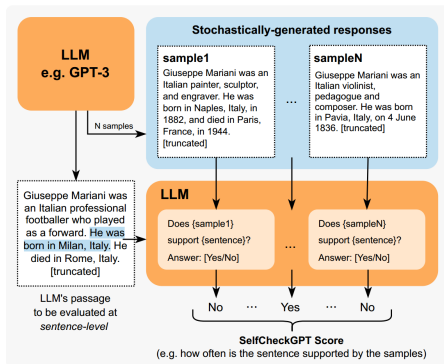 LLM
e.g. GPT-3
N samples
Stochastically-generated responses
sample1
Giuseppe Mariani was an
Italian painter, sculptor,
and engraver. He was
born in Naples, Italy, in
1882, and died in Paris,
France, in 1944.
[truncated]
...
sampleN
Giuseppe Mariani was an
Italian violinist,
pedagogue and
composer. He was born
in Pavia, Italy, on 4 June
1836. [truncated]
Giuseppe Mariani was
an Italian professional
footballer who played
as a forward. He was
born in Milan, Italy. He
died in Rome, Italy.
[truncated]
LLM's passage
to be evaluated at
sentence-level
LLM
Does {sample1}
support {sentence}?
Answer: [Yes/No]
...
Does {sampleN}
support {sentence}?
Answer: [Yes/No]
No ... Yes ... No
SelfCheckGPT Score
(e.g. how often is the sentence supported by the samples)